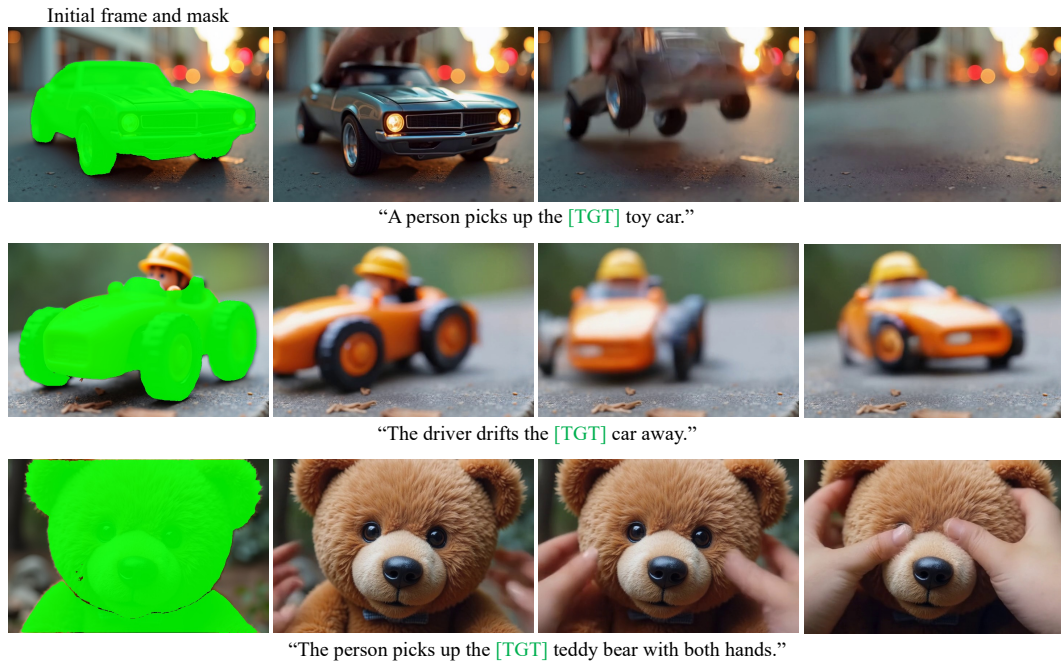 Initial frame and mask
“A person picks up the [TGT] toy car.”
“The driver drifts the [TGT] car away.”
“The person picks up the [TGT] teddy bear with both hands.”